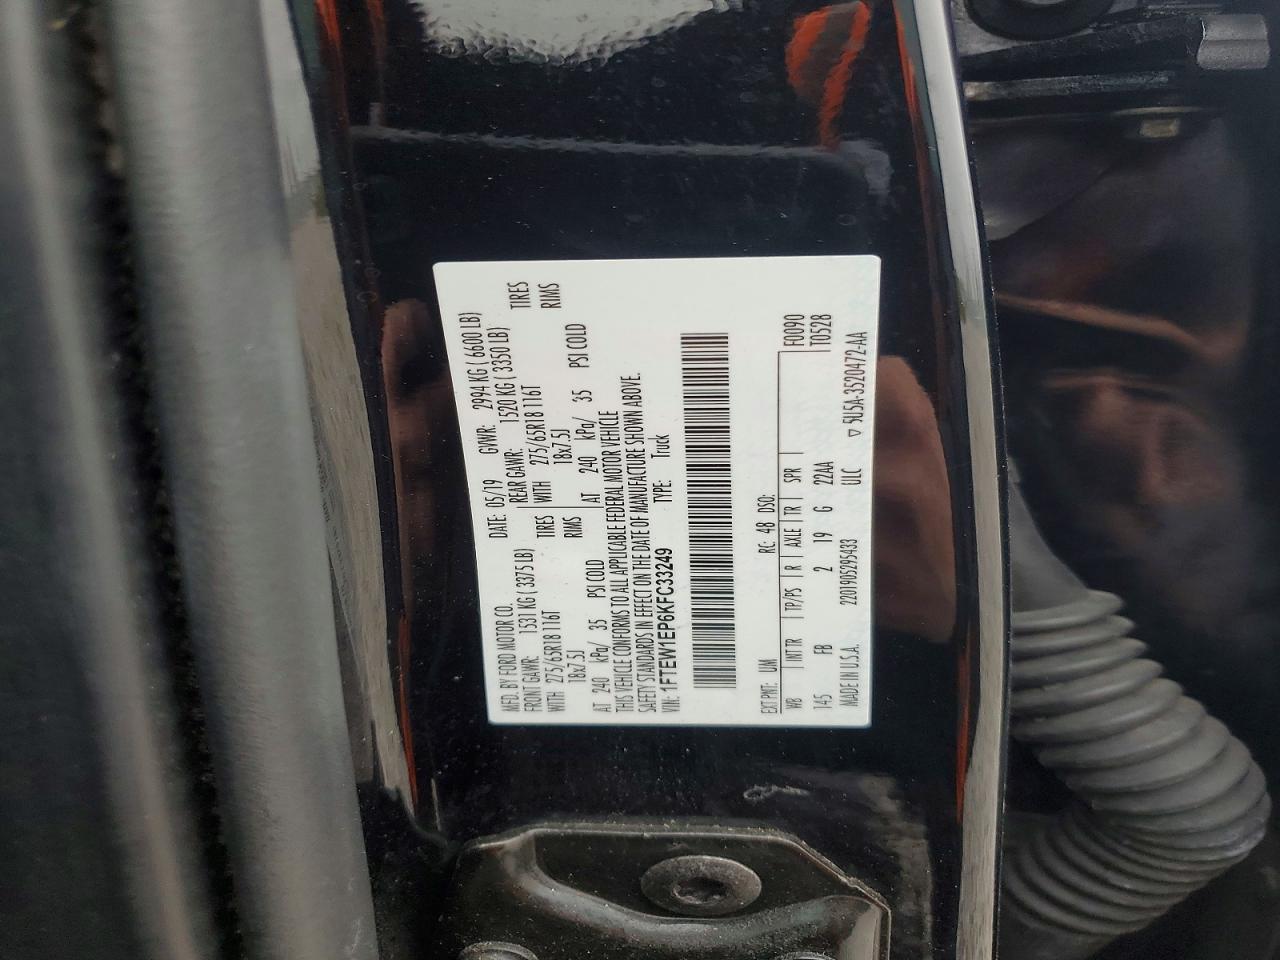 MFD. BY FORD MOTOR CO.
DATE: 05/19 GVWR: 2994 KG ( 6600 LB)
FRONT GAWR: 1531 KG ( 3375 LB) REAR GAWR: 1520 KG ( 3350 LB)
WITH 275/65R18 116T TIRES WITH 275/65R18 116T TIRES
18x7.5J RIMS 18x7.5J RIMS
AT 240 kPa/ 35 PSI COLD AT 240 kPa/ 35 PSI COLD
THIS VEHICLE CONFORMS TO ALL APPLICABLE FEDERAL MOTOR VEHICLE
SAFETY STANDARDS IN EFFECT ON THE DATE OF MANUFACTURE SHOWN ABOVE.
VIN: 1FTEW1EP6KFC33249 TYPE: Truck
F0090
T0528
EXT PNT: UM RC: 48 DSO:
WB INT TR TP/PS R AXLE TR SPR
145 FB 2 19 G 22AA
MADE IN U.S.A. 2201905295433 ULC ▽ 5U5A-3520472-AA